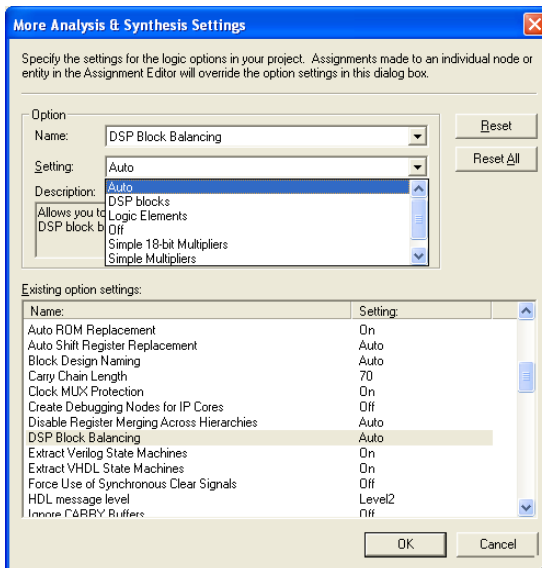 More Analysis & Synthesis Settings
Specify the settings for the logic options in your project. Assignments made to an individual node or
entity in the Assignment Editor will override the option settings in this dialog box.
Option
Name:
DSP Block Balancing
Reset
Setting:
Auto
Reset All
Description:
Auto
DSP blocks
Logic Elements
Off
Simple 18-bit Multipliers
Simple Multipliers
Allows you to
DSP block b
Existing option settings:
Name: Setting:
Auto ROM Replacement On
Auto Shift Register Replacement Auto
Block Design Naming Auto
Carry Chain Length 70
Clock MUX Protection On
Create Debugging Nodes for IP Cores Off
Disable Register Merging Across Hierarchies Auto
DSP Block Balancing Auto
Extract Verilog State Machines On
Extract VHDL State Machines On
Force Use of Synchronous Clear Signals Off
HDL message level Level2
Ignore CARRY Buffers Off
OK Cancel